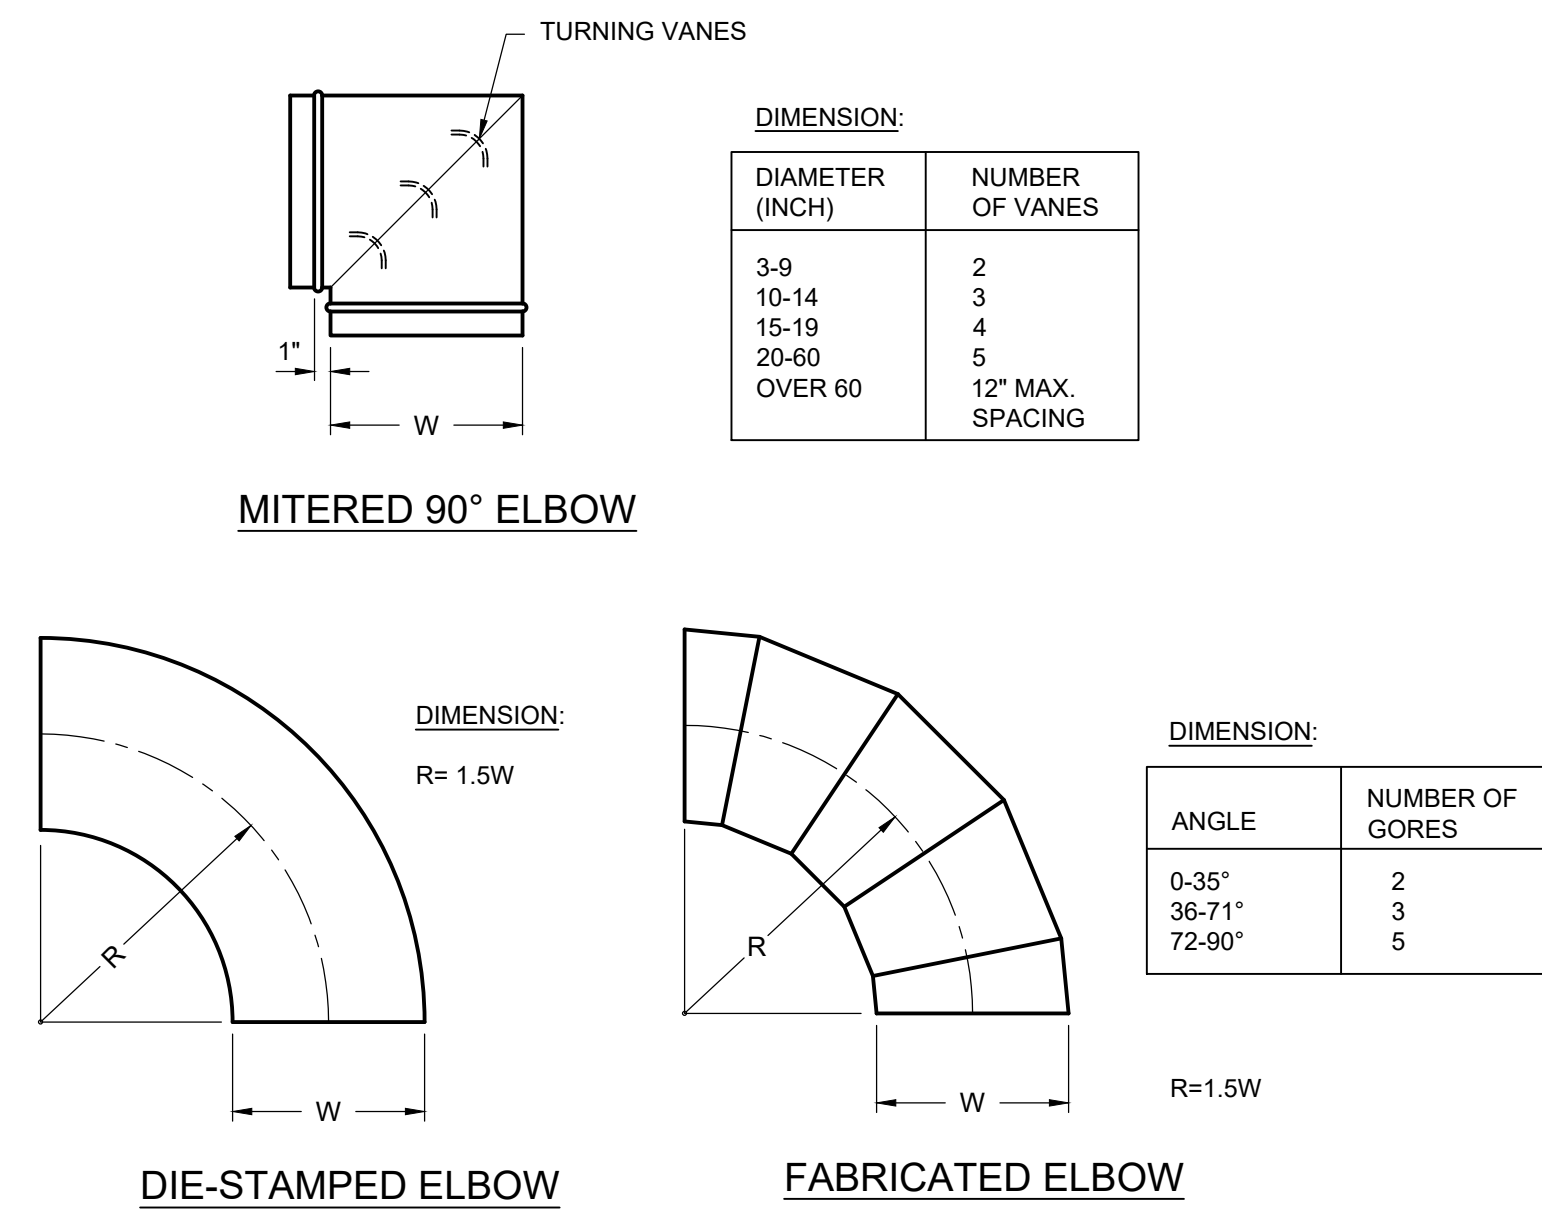 TURNING VANES
DIMENSION:
DIAMETER (INCH)
NUMBER OF VANES
3-9 2
10-14 3
15-19 4
20-60 5
OVER 60 12" MAX. SPACING
1"
W
MITERED 90° ELBOW
DIMENSION:
R= 1.5W
R
W
DIE-STAMPED ELBOW
DIMENSION:
ANGLE
NUMBER OF GORES
0-35° 2
36-71° 3
72-90° 5
R
R=1.5W
W
FABRICATED ELBOW